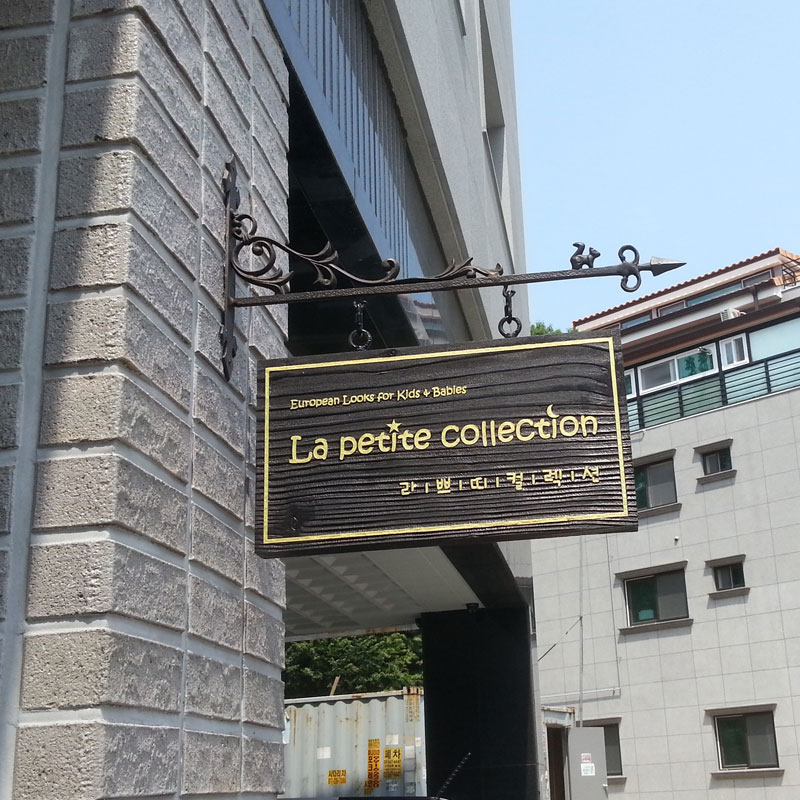 European Looks for Kids & Babies
La petite collection
라 | 쁘 | 띠 | 컬 | 렉 | 션